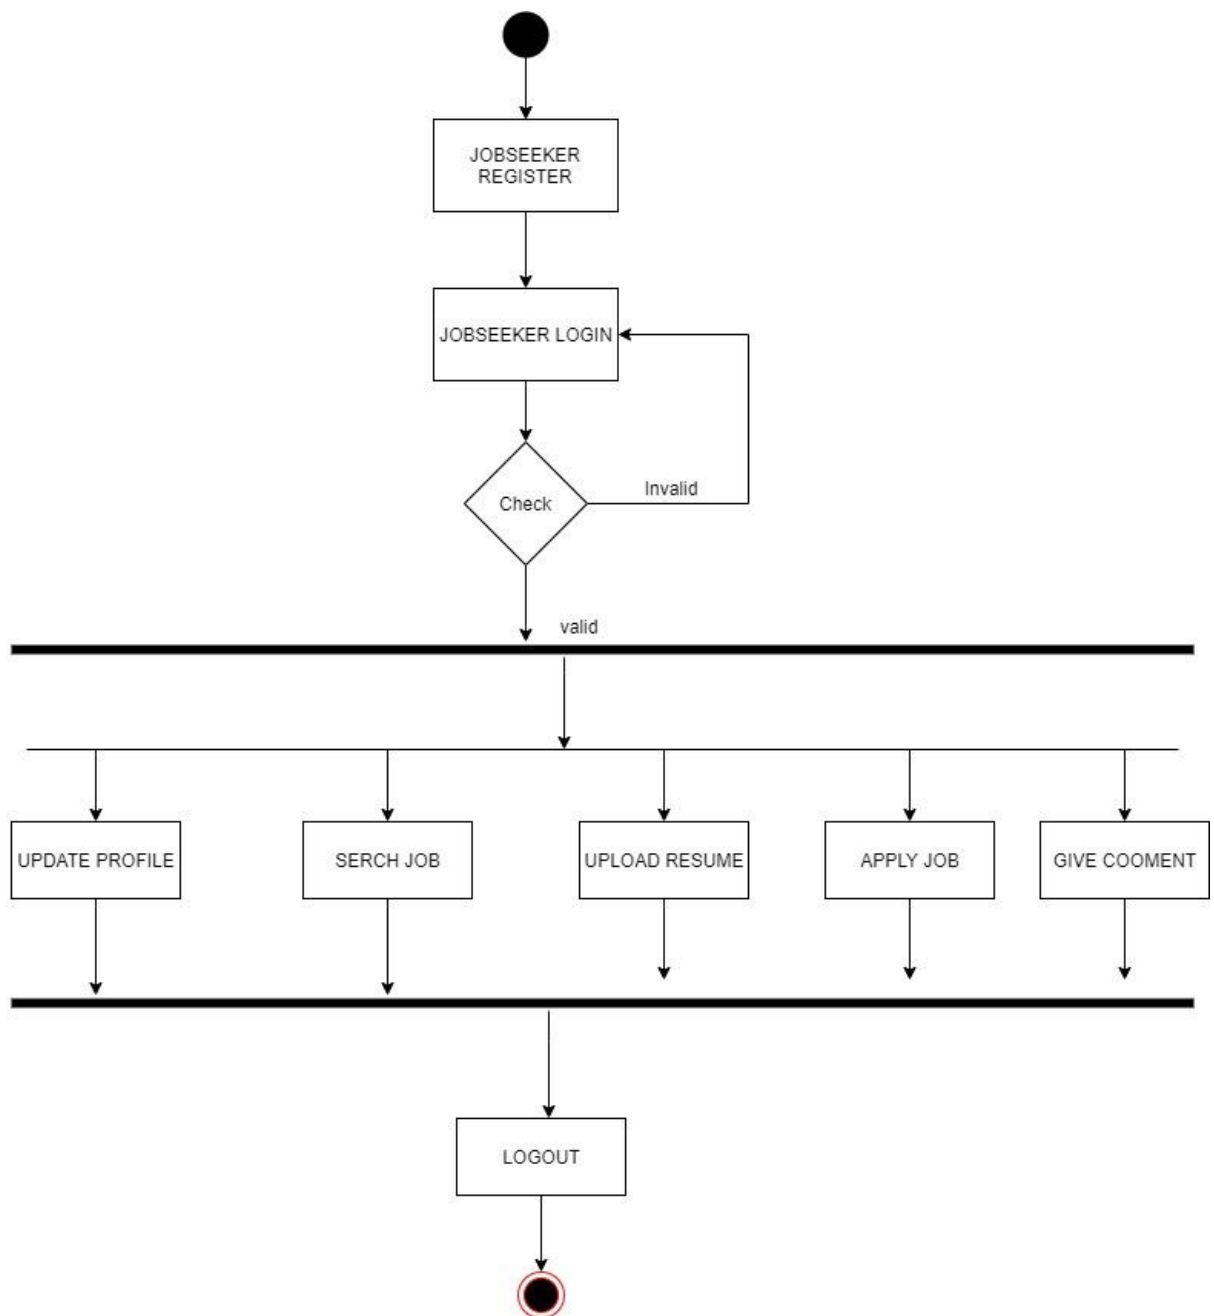 JOBSEEKER
REGISTER
JOBSEEKER LOGIN
Check
Invalid
valid
UPDATE PROFILE
SERCH JOB
UPLOAD RESUME
APPLY JOB
GIVE COOMENT
LOGOUT